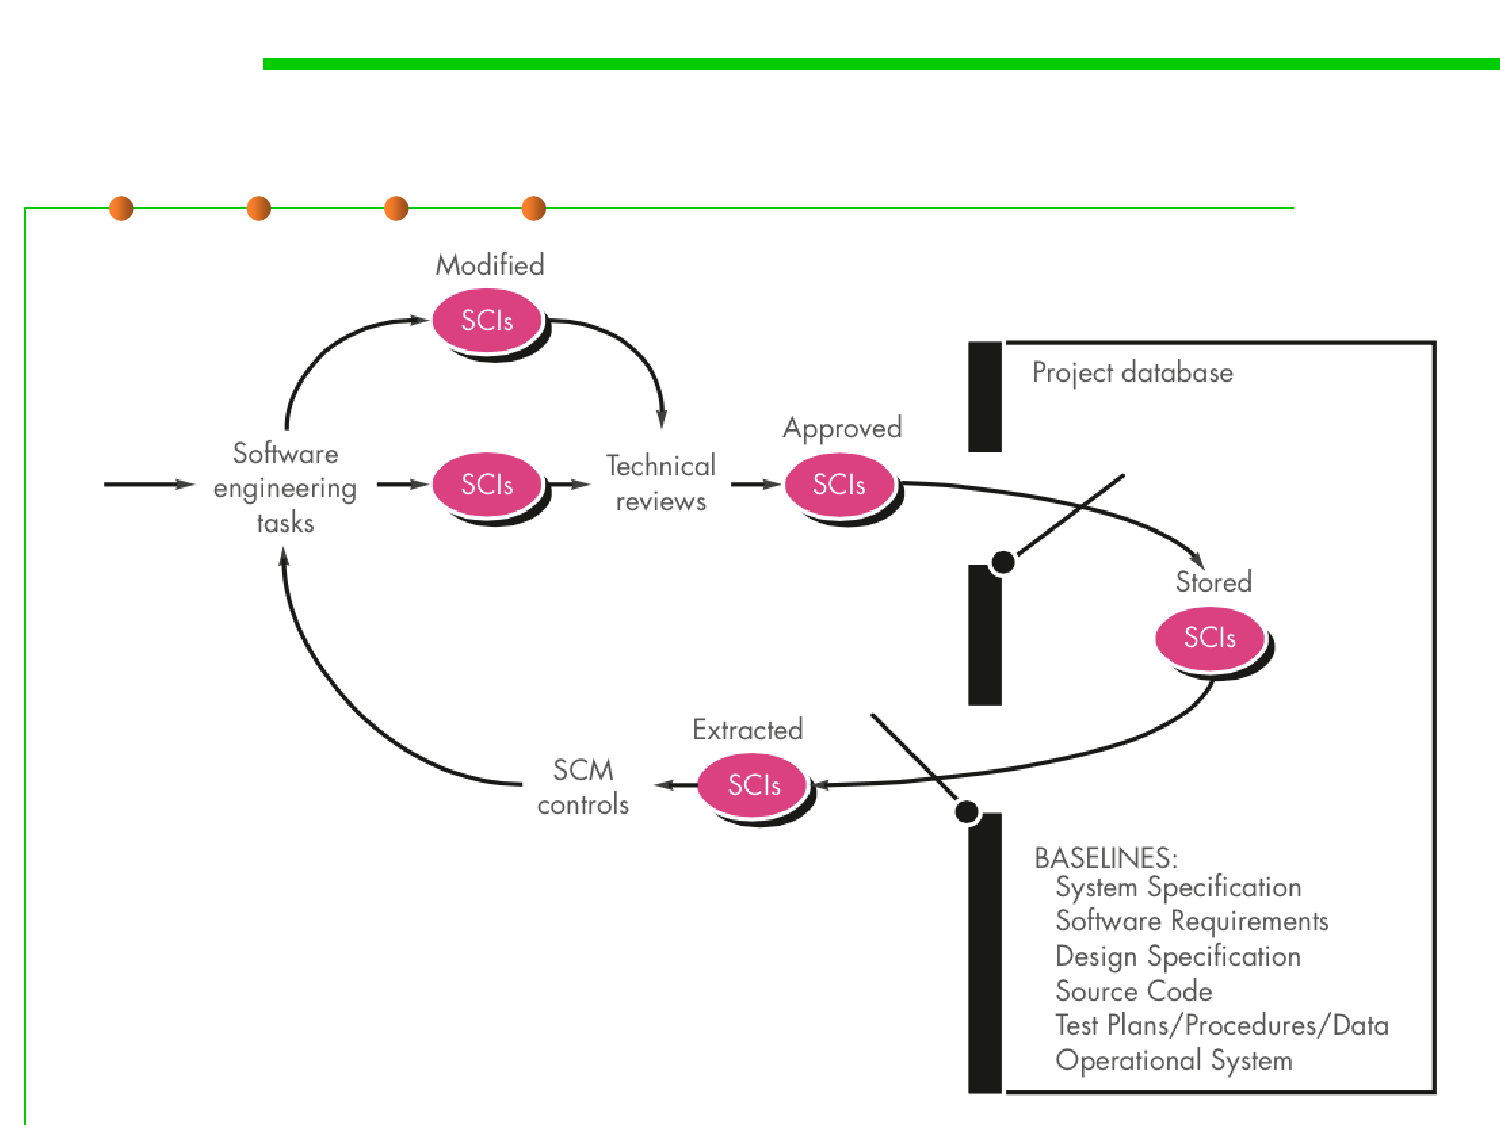 Modified
SCIs
Project database
Approved
Software
engineering
tasks
SCIs
Technical
reviews
SCIs
Stored
SCIs
Extracted
SCIs
SCM
controls
BASELINES:
System Specification
Software Requirements
Design Specification
Source Code
Test Plans/Procedures/Data
Operational System